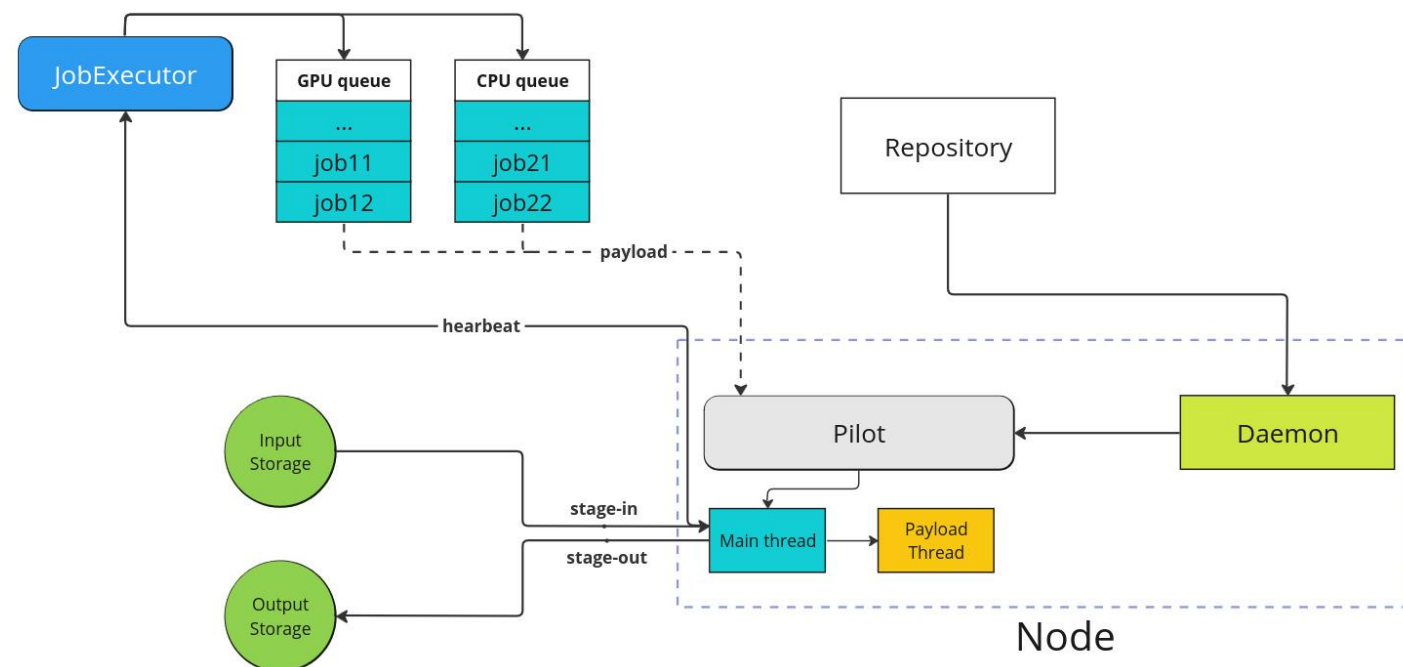 JobExecutor
GPU queue
...
job11
job12
CPU queue
...
job21
job22
payload
Repository
hearbeat
Input
Storage
stage-in
stage-out
Output
Storage
Pilot
Daemon
Main thread
Payload
Thread
Node